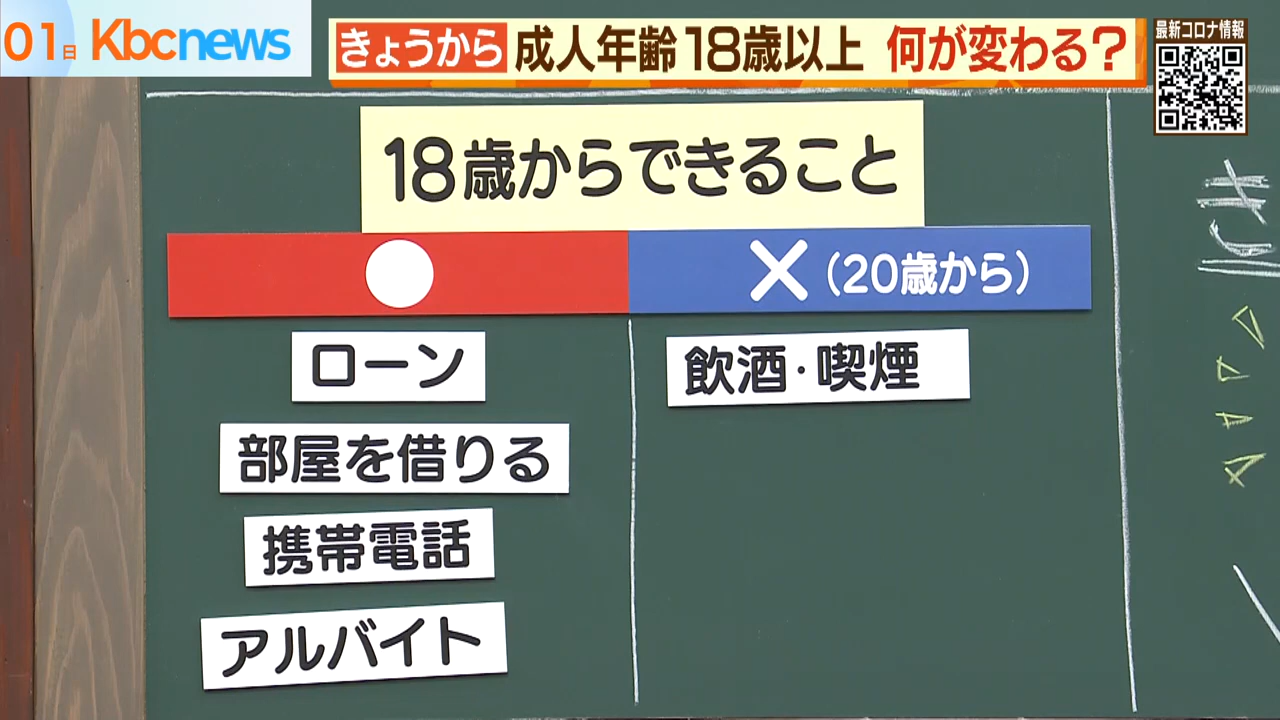 01日 Kbcnews
きょうから 成人年齢18歳以上 何が変わる?
最新コロナ情報
18歳からできること
○ ×(20歳から)
ローン 飲酒・喫煙
部屋を借りる
携帯電話
アルバイト